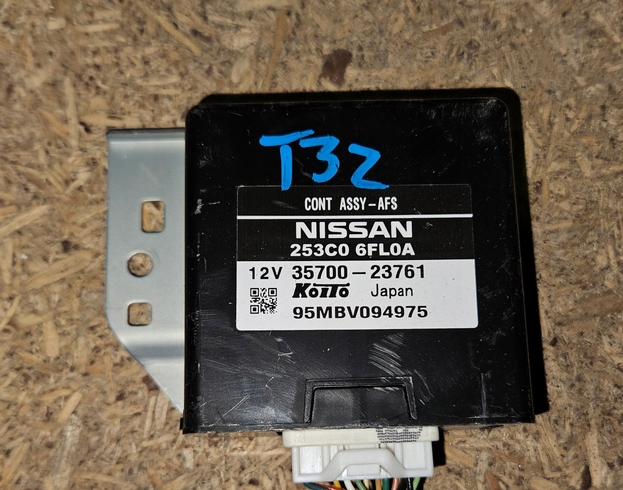 T32
CONT ASSY-AFS
NISSAN
253C0 6FL0A
12V 35700-23761
KOITO Japan
95MBV094975